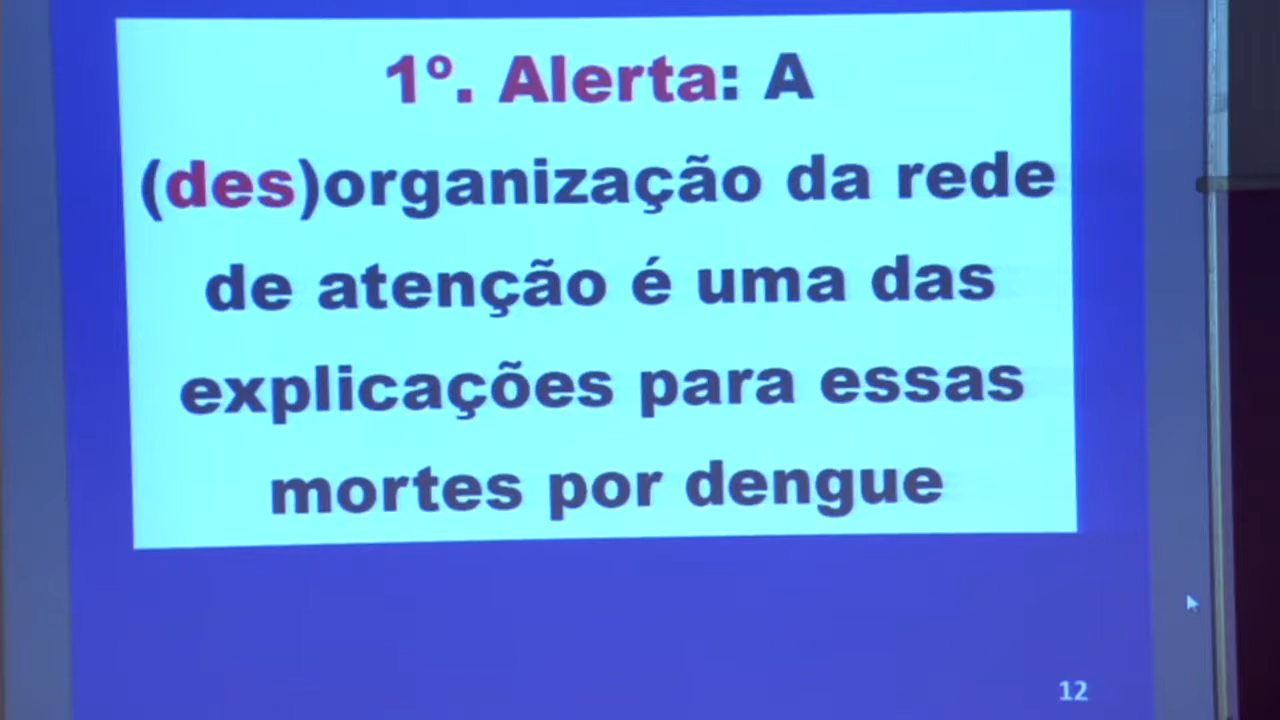 1º. Alerta: A
(des)organização da rede
de atenção é uma das
explicações para essas
mortes por dengue
12